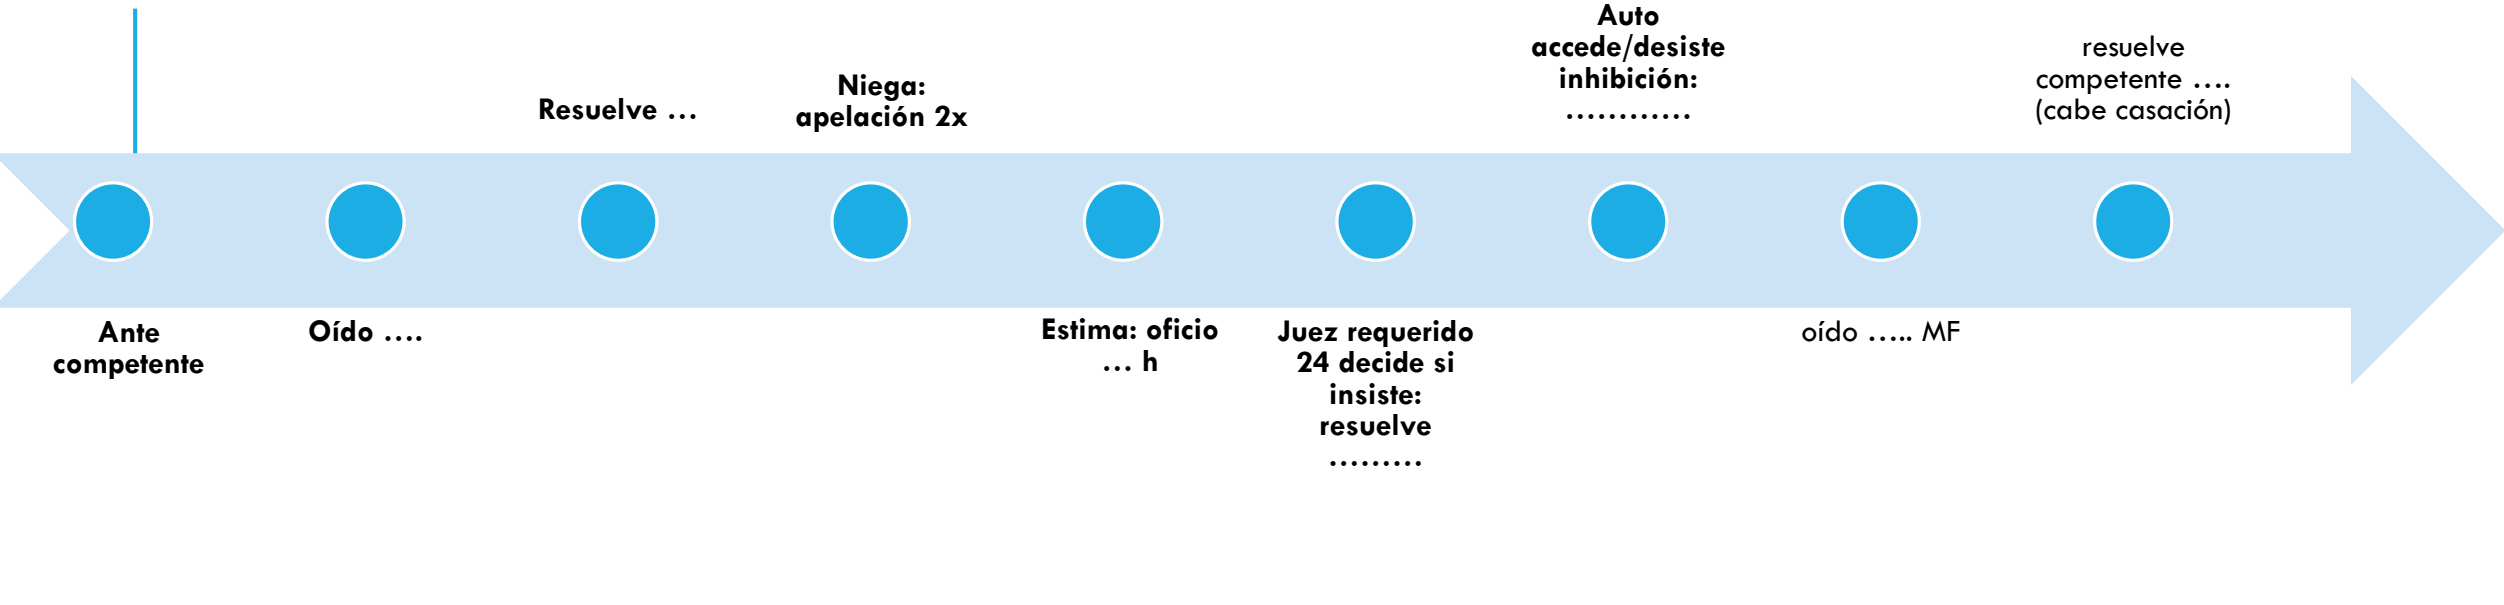 Ante
competente
Oído ....
Resuelve ...
Niega:
apelación 2x
Estima: oficio
... h
Juez requerido
24 decide si
insiste:
resuelve
.........
Auto
accede/desiste
inhibición:
............
oído ..... MF
resuelve
competente ....
(cabe casación)